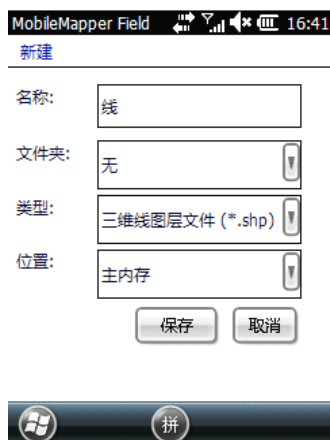 MobileMapper Field 16:41
新建
名称: 线
文件夹: 无
类型: 三维线图层文件 (*.shp)
位置: 主内存
保存 取消
拼